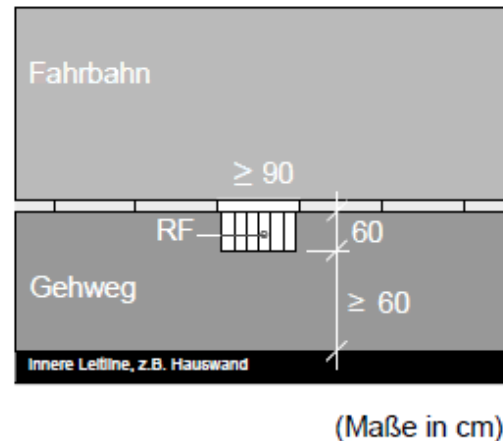 Fahrbahn
≥ 90
RF
60
Gehweg
≥ 60
Innere Leitline, z.B. Hauswand
(Maße in cm)